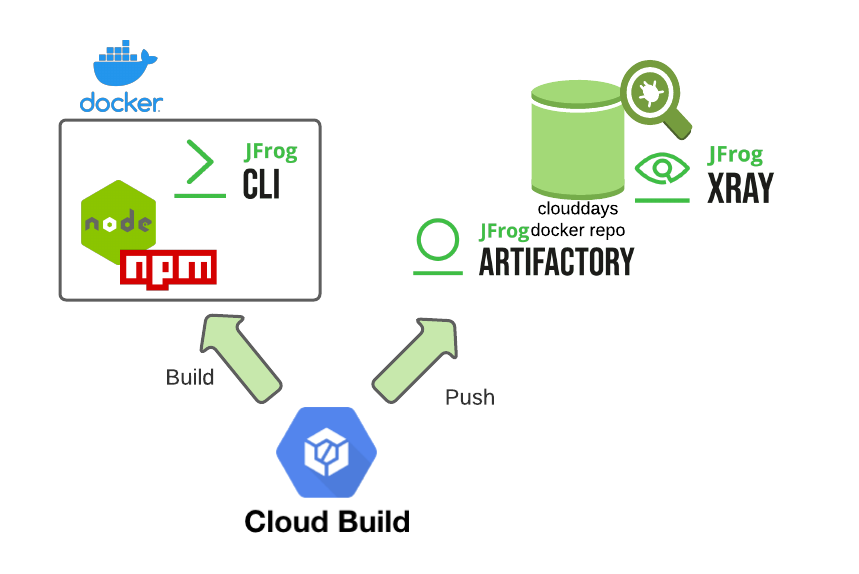 docker
JFrog
CLI
node
npm
JFrog
XRAY
clouddays
docker repo
JFrog
ARTIFACTORY
Build
Push
Cloud Build